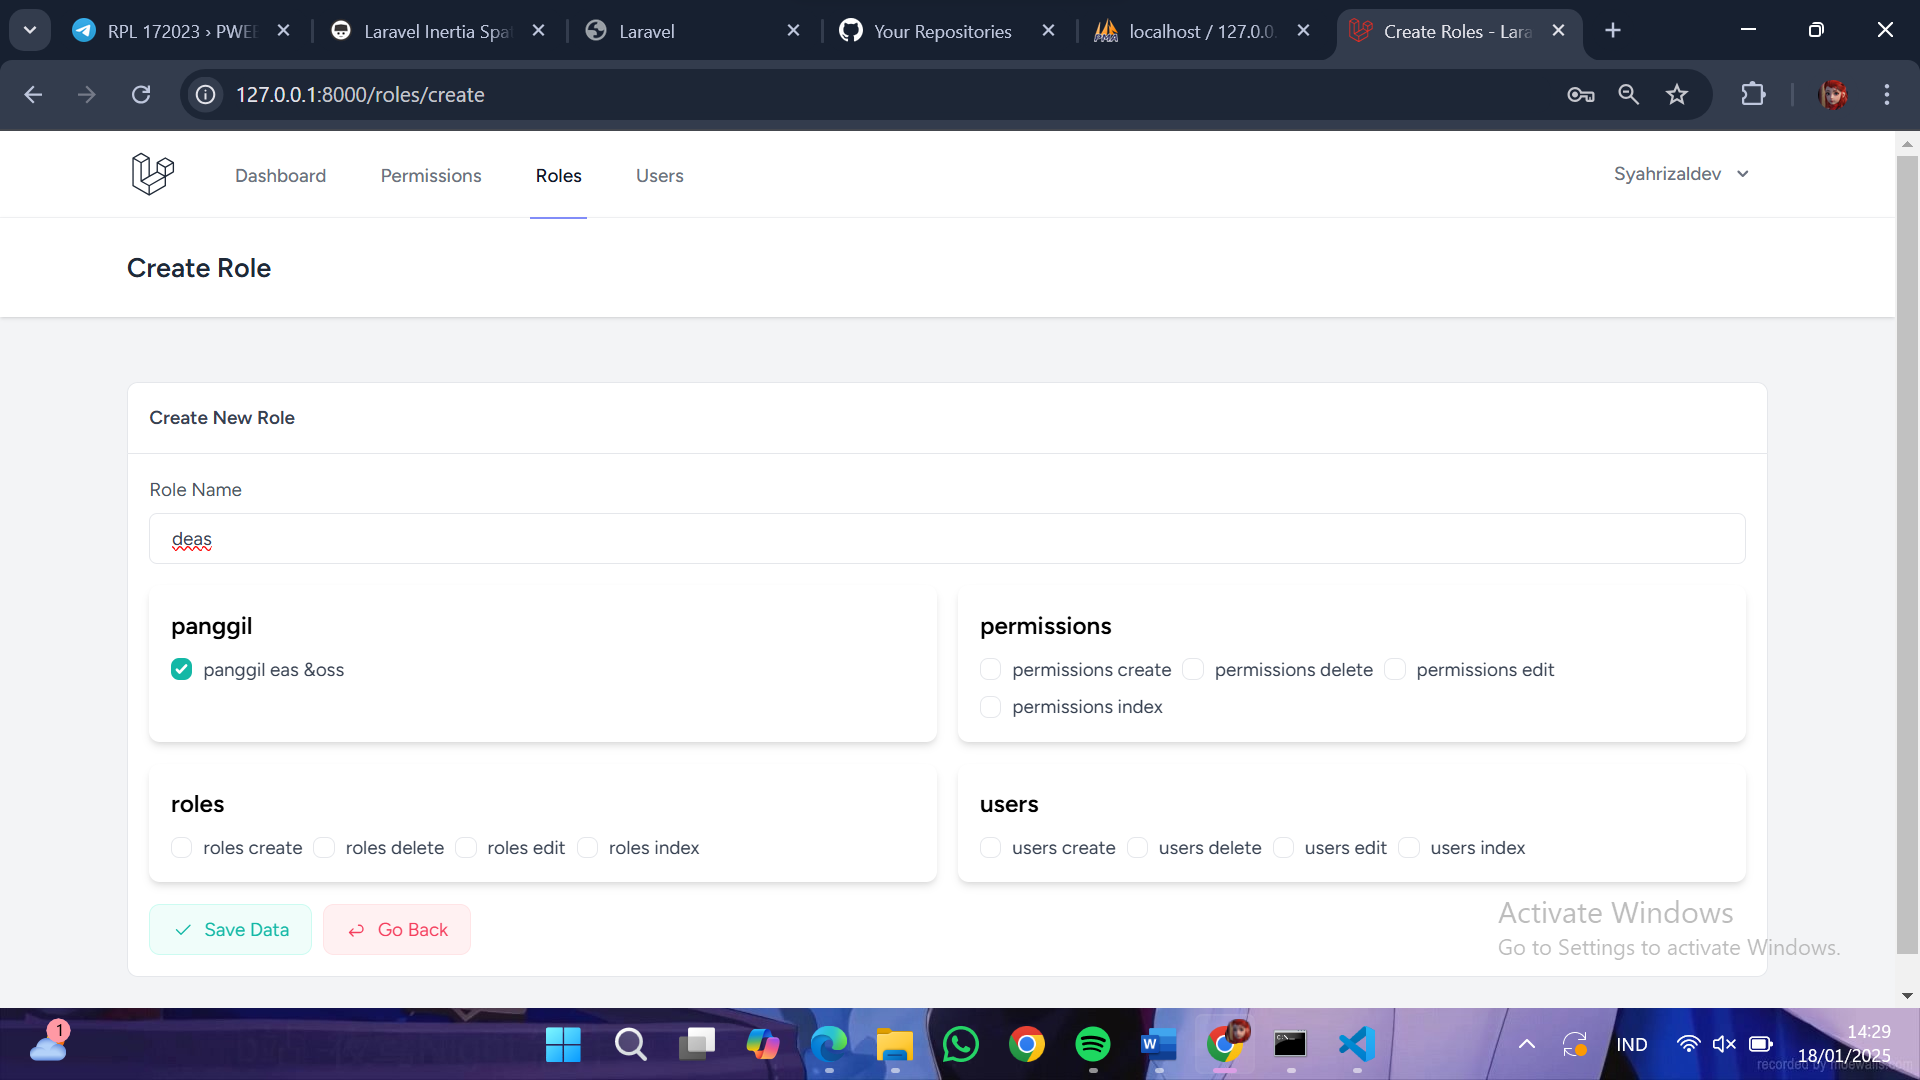 RPL 172023 › PWEB
Laravel Inertia Spat
Laravel
Your Repositories
localhost / 127.0.0.
Create Roles - Lara
127.0.0.1:8000/roles/create
Dashboard
Permissions
Roles
Users
Syahrizaldev
Create Role
Create New Role
Role Name
deas
panggil
panggil eas &oss
permissions
permissions create
permissions delete
permissions edit
permissions index
roles
roles create
roles delete
roles edit
roles index
users
users create
users delete
users edit
users index
Save Data
Go Back
Activate Windows
Go to Settings to activate Windows.
1
IND
14:29
18/01/2025
recorded by moewalls.com